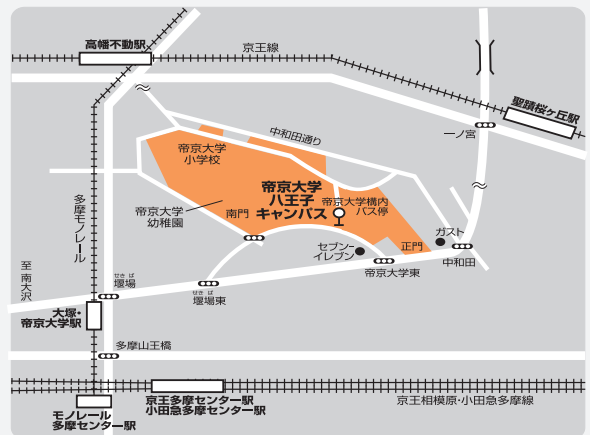 高幡不動駅
京王線
聖蹟桜ヶ丘駅
一ノ宮
中和田通り
帝京大学
小学校
帝京大学
八王子
キャンパス
帝京大学構内
バス停
帝京大学
幼稚園
南門
多摩モノレール
セブン-
イレブン
正門
ガスト
中和田
帝京大学東
至
南大沢
せきば
堰場
せきば
堰場東
大塚・
帝京大学駅
多摩山王橋
京王多摩センター駅
小田急多摩センター駅
京王相模原・小田急多摩線
モノレール
多摩センター駅